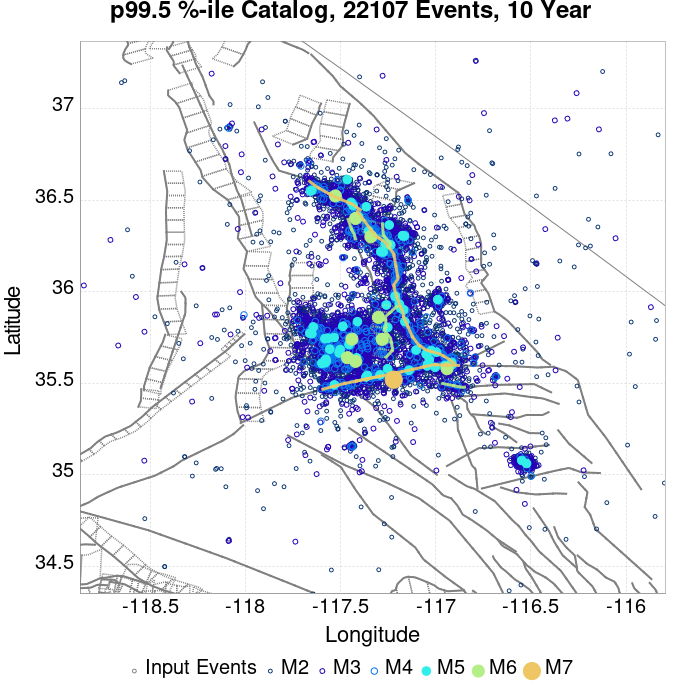 p99.5 %-ile Catalog, 22107 Events, 10 Year
37
36.5
36
35.5
35
34.5
Latitude
-118.5 -118 -117.5 -117 -116.5 -116
Longitude
Input Events M2 M3 M4 M5 M6 M7